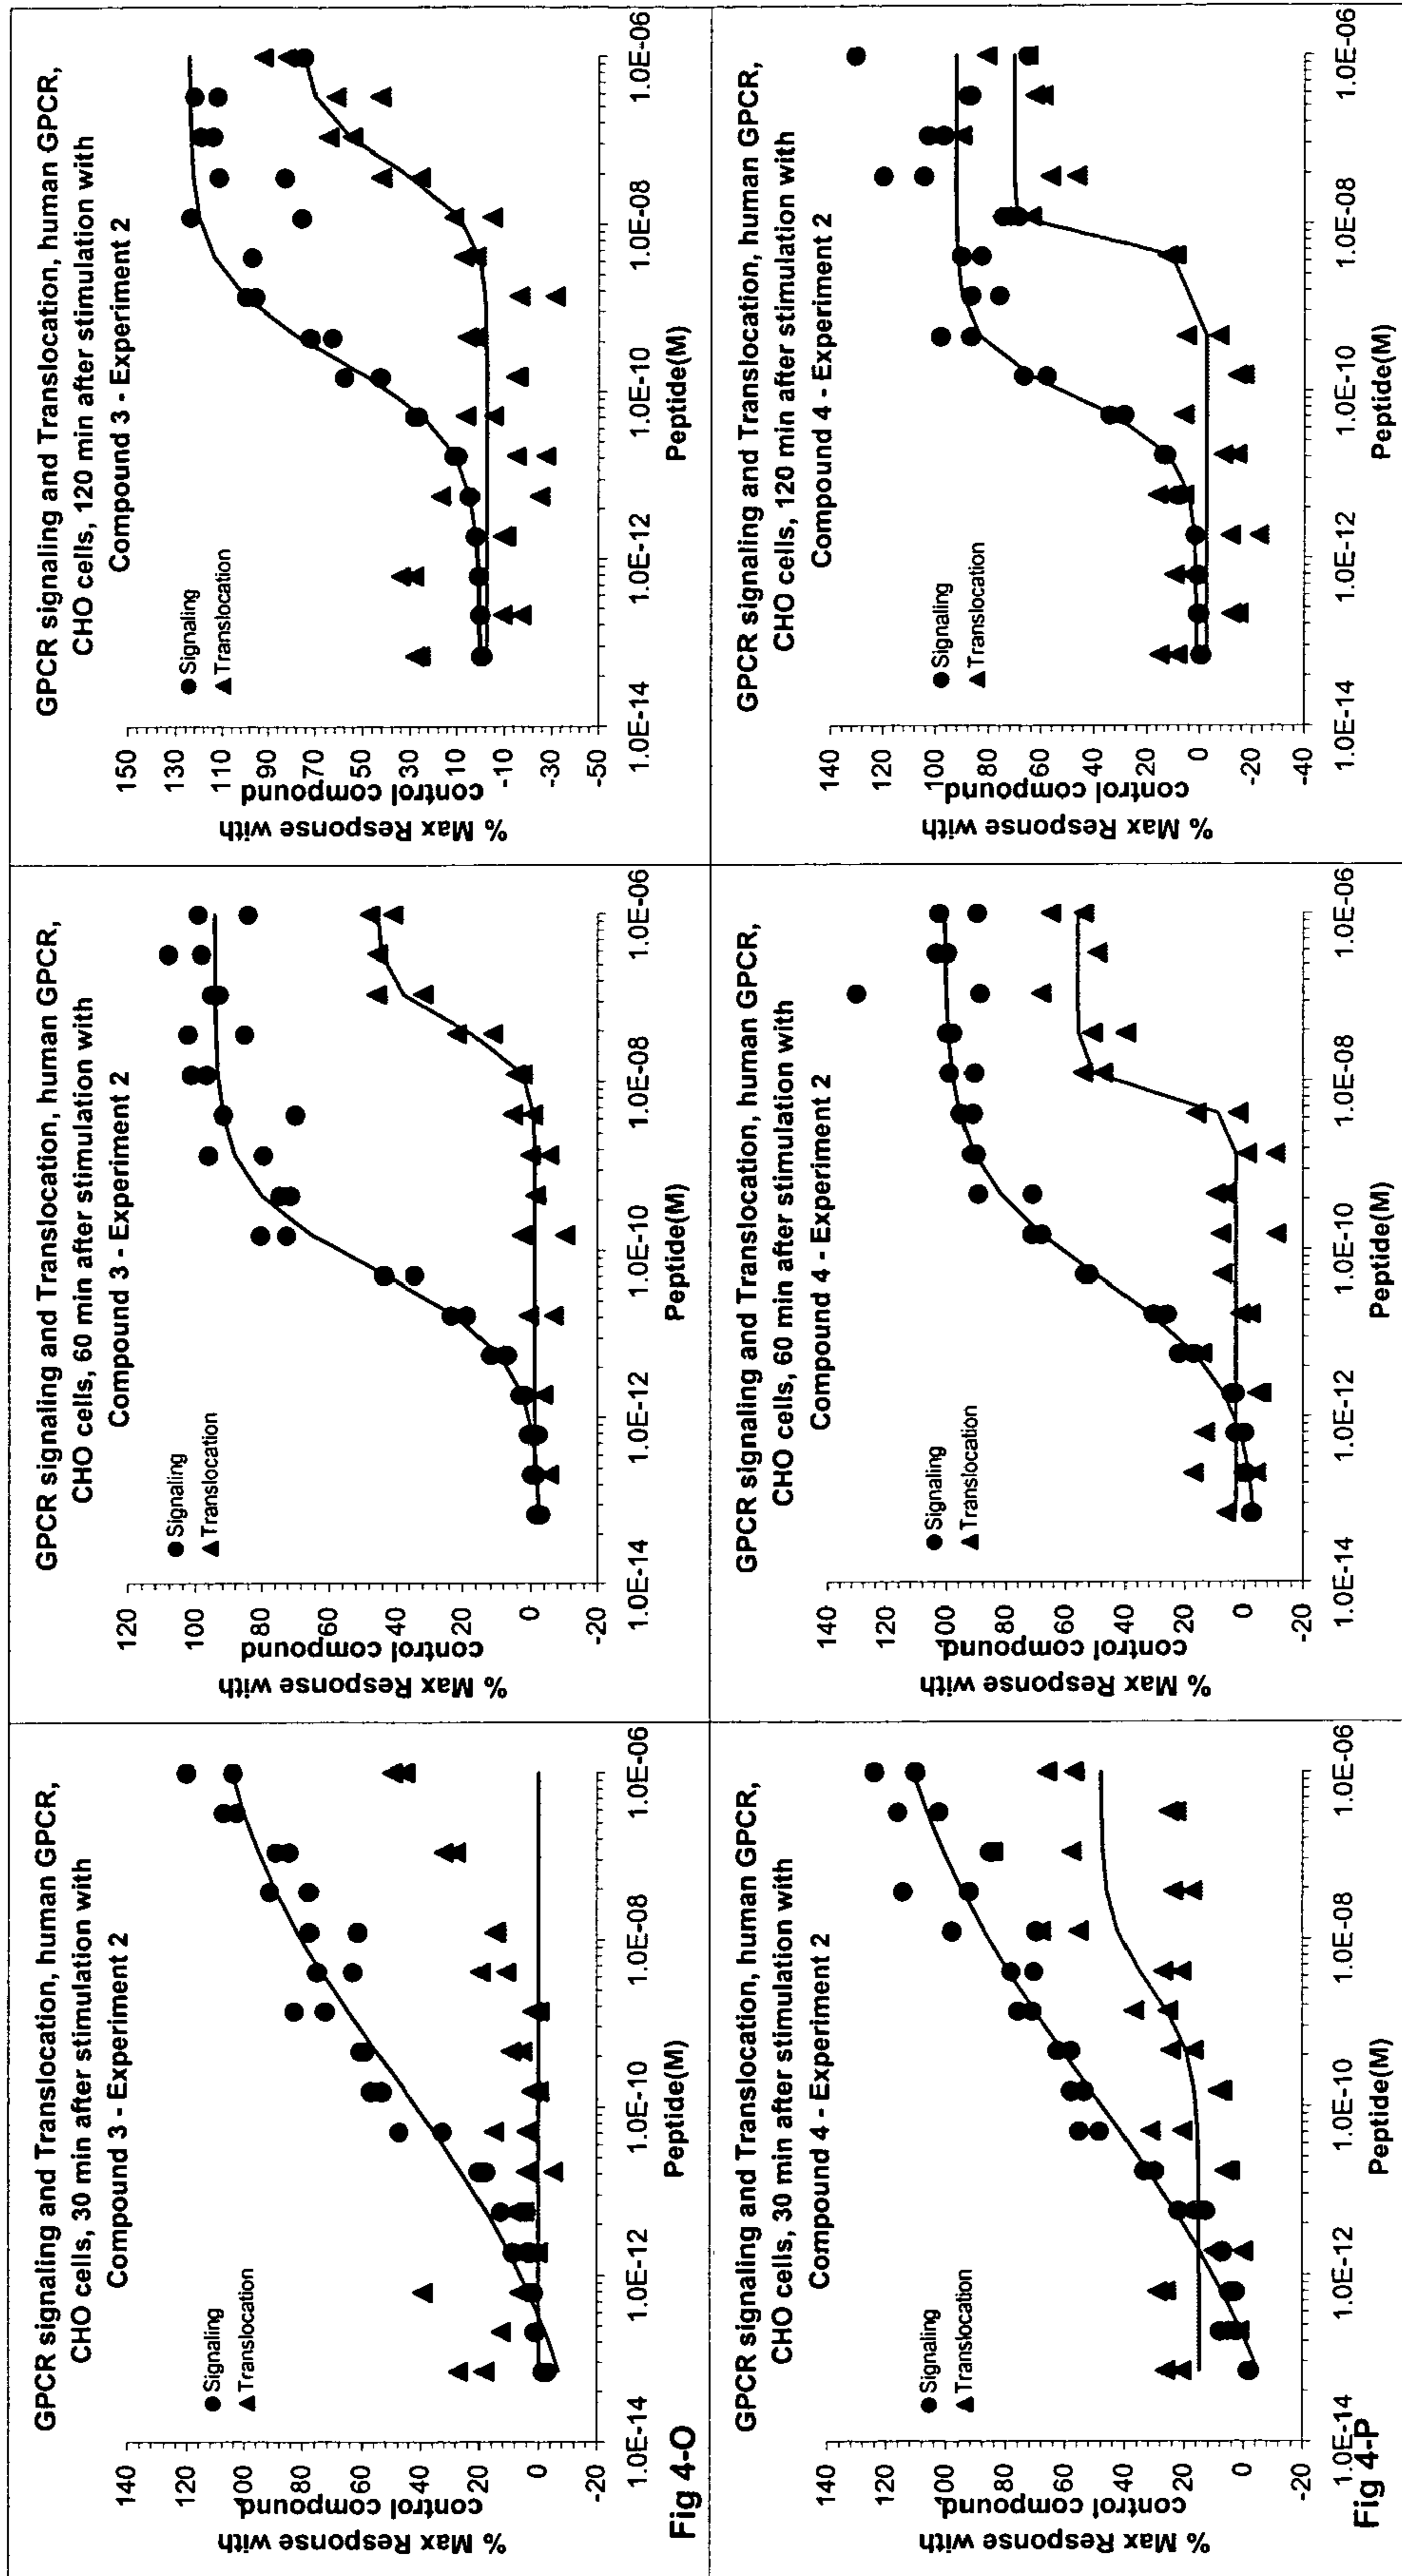 GPCR signaling and Translocation, human GPCR,
CHO cells, 30 min after stimulation with
Compound 3 - Experiment 2
Signaling
Translocation
% Max Response with
control compound
140
120
100
80
60
40
20
0
-20
1.0E-14 1.0E-12 1.0E-10 1.0E-08 1.0E-06
Peptide(M)
Fig 4-O
GPCR signaling and Translocation, human GPCR,
CHO cells, 60 min after stimulation with
Compound 3 - Experiment 2
Signaling
Translocation
% Max Response with
control compound
120
100
80
60
40
20
0
-20
1.0E-14 1.0E-12 1.0E-10 1.0E-08 1.0E-06
Peptide(M)
GPCR signaling and Translocation, human GPCR,
CHO cells, 120 min after stimulation with
Compound 3 - Experiment 2
Signaling
Translocation
% Max Response with
control compound
150
130
110
90
70
50
30
10
-10
-30
-50
1.0E-14 1.0E-12 1.0E-10 1.0E-08 1.0E-06
Peptide(M)
GPCR signaling and Translocation, human GPCR,
CHO cells, 30 min after stimulation with
Compound 4 - Experiment 2
Signaling
Translocation
% Max Response with
control compound
140
120
100
80
60
40
20
0
-20
1.0E-14 1.0E-12 1.0E-10 1.0E-08 1.0E-06
Peptide(M)
Fig 4-P
GPCR signaling and Translocation, human GPCR,
CHO cells, 60 min after stimulation with
Compound 4 - Experiment 2
Signaling
Translocation
% Max Response with
control compound
140
120
100
80
60
40
20
0
-20
1.0E-14 1.0E-12 1.0E-10 1.0E-08 1.0E-06
Peptide(M)
GPCR signaling and Translocation, human GPCR,
CHO cells, 120 min after stimulation with
Compound 4 - Experiment 2
Signaling
Translocation
% Max Response with
control compound
140
120
100
80
60
40
20
0
-20
-40
1.0E-14 1.0E-12 1.0E-10 1.0E-08 1.0E-06
Peptide(M)